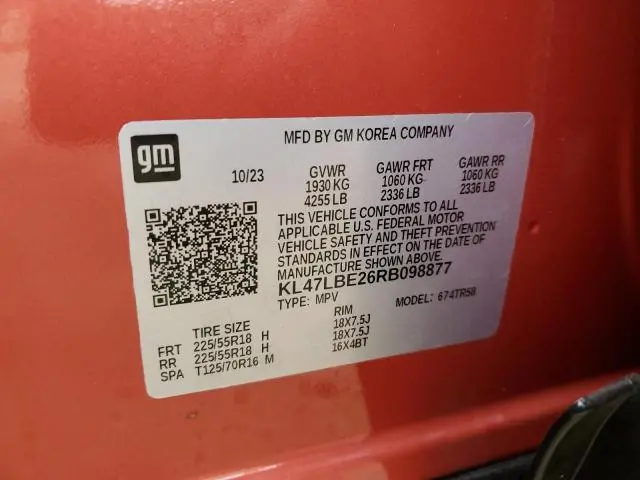 gm
MFD BY GM KOREA COMPANY
10/23 GVWR GAWR FRT GAWR RR
1930 KG 1060 KG 1060 KG
4255 LB 2336 LB 2336 LB
THIS VEHICLE CONFORMS TO ALL
APPLICABLE U.S. FEDERAL MOTOR
VEHICLE SAFETY AND THEFT PREVENTION
STANDARDS IN EFFECT ON THE DATE OF
MANUFACTURE SHOWN ABOVE.
KL47LBE26RB098877
TYPE: MPV MODEL: 674TR58
TIRE SIZE RIM
FRT 225/55R18 H 18X7.5J
RR 225/55R18 H 18X7.5J
SPA T125/70R16 M 16X4BT